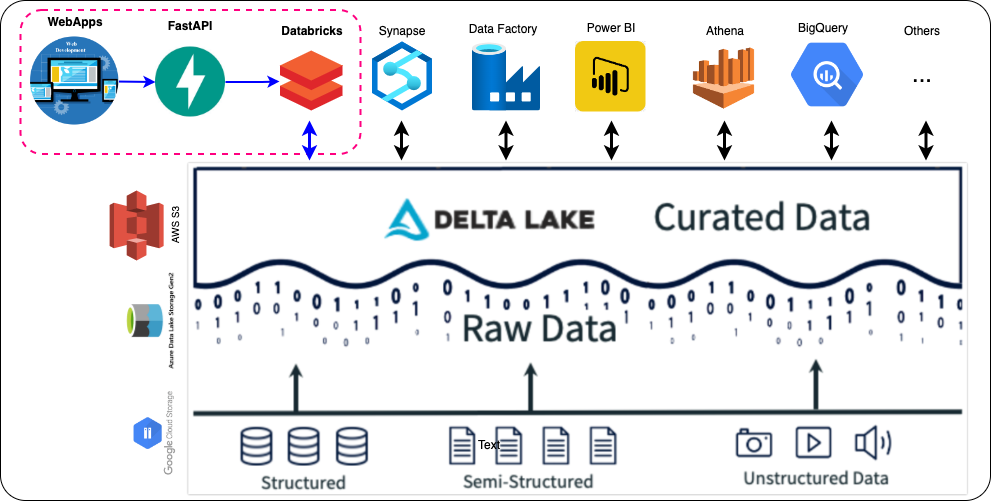 WebApps
FastAPI
Databricks
Synapse
Data Factory
Power BI
Athena
BigQuery
Others
...
Web
Development
AWS S3
DELTA LAKE
Curated Data
Azure Data Lake Storage Gen2
Raw Data
Google Cloud Storage
Text
Structured
Semi-Structured
Unstructured Data